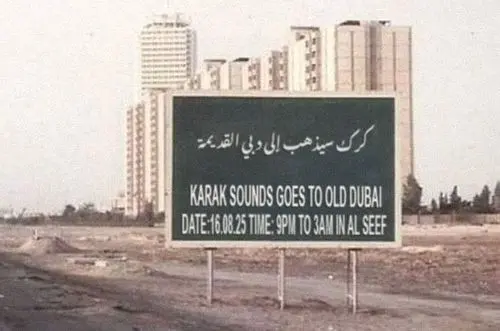 كرك سيذهب إلى دبي القديمة
KARAK SOUNDS GOES TO OLD DUBAI
DATE:16.08.25 TIME: 9PM TO 3AM IN AL SEEF